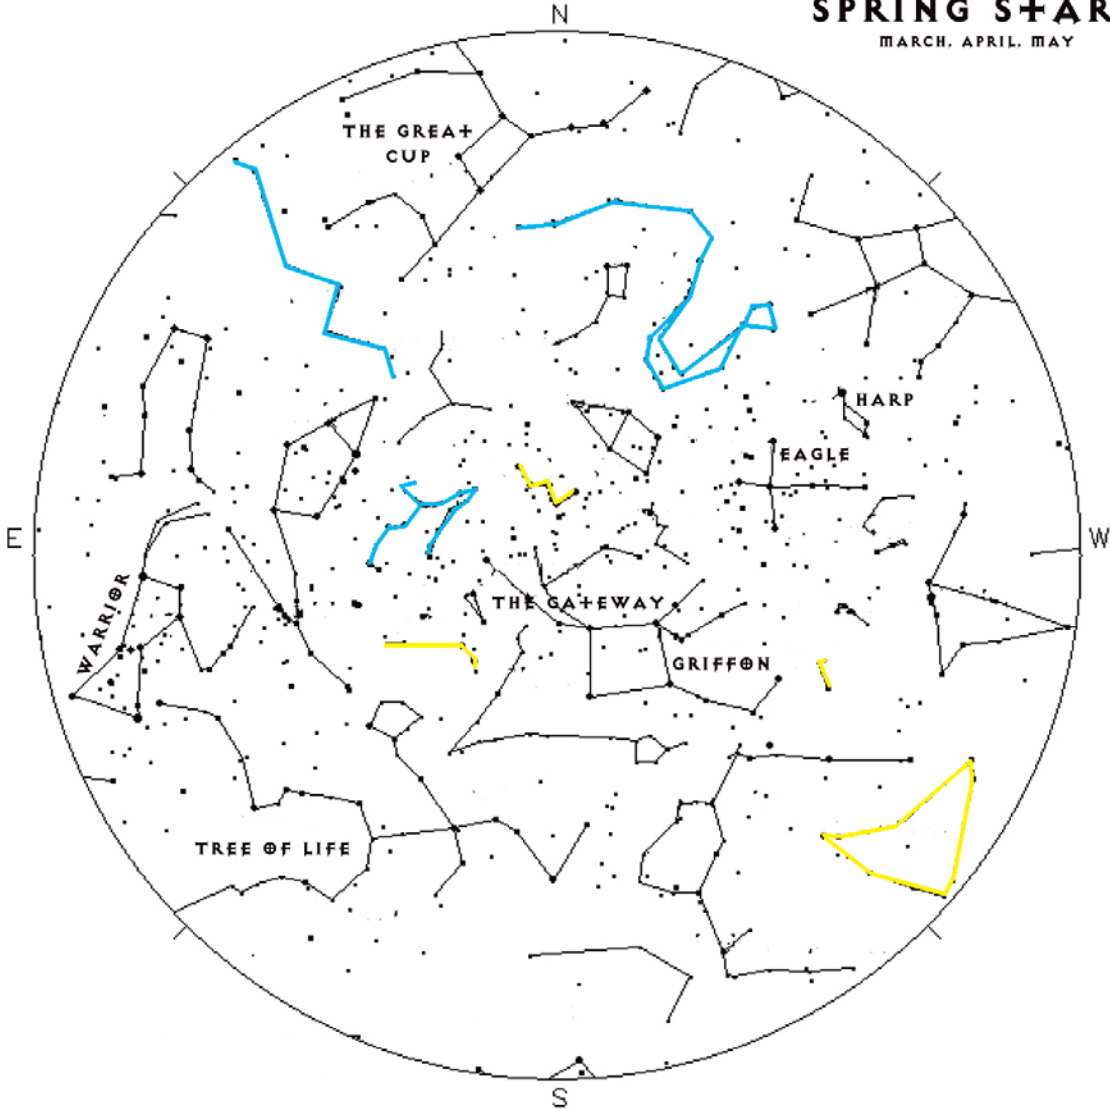 SPRING STAR
MARCH, APRIL, MAY
N
THE GREAT
CUP
HARP
EAGLE
E
W
WARRIOR
THE GATEWAY
GRIFFON
TREE OF LIFE
S